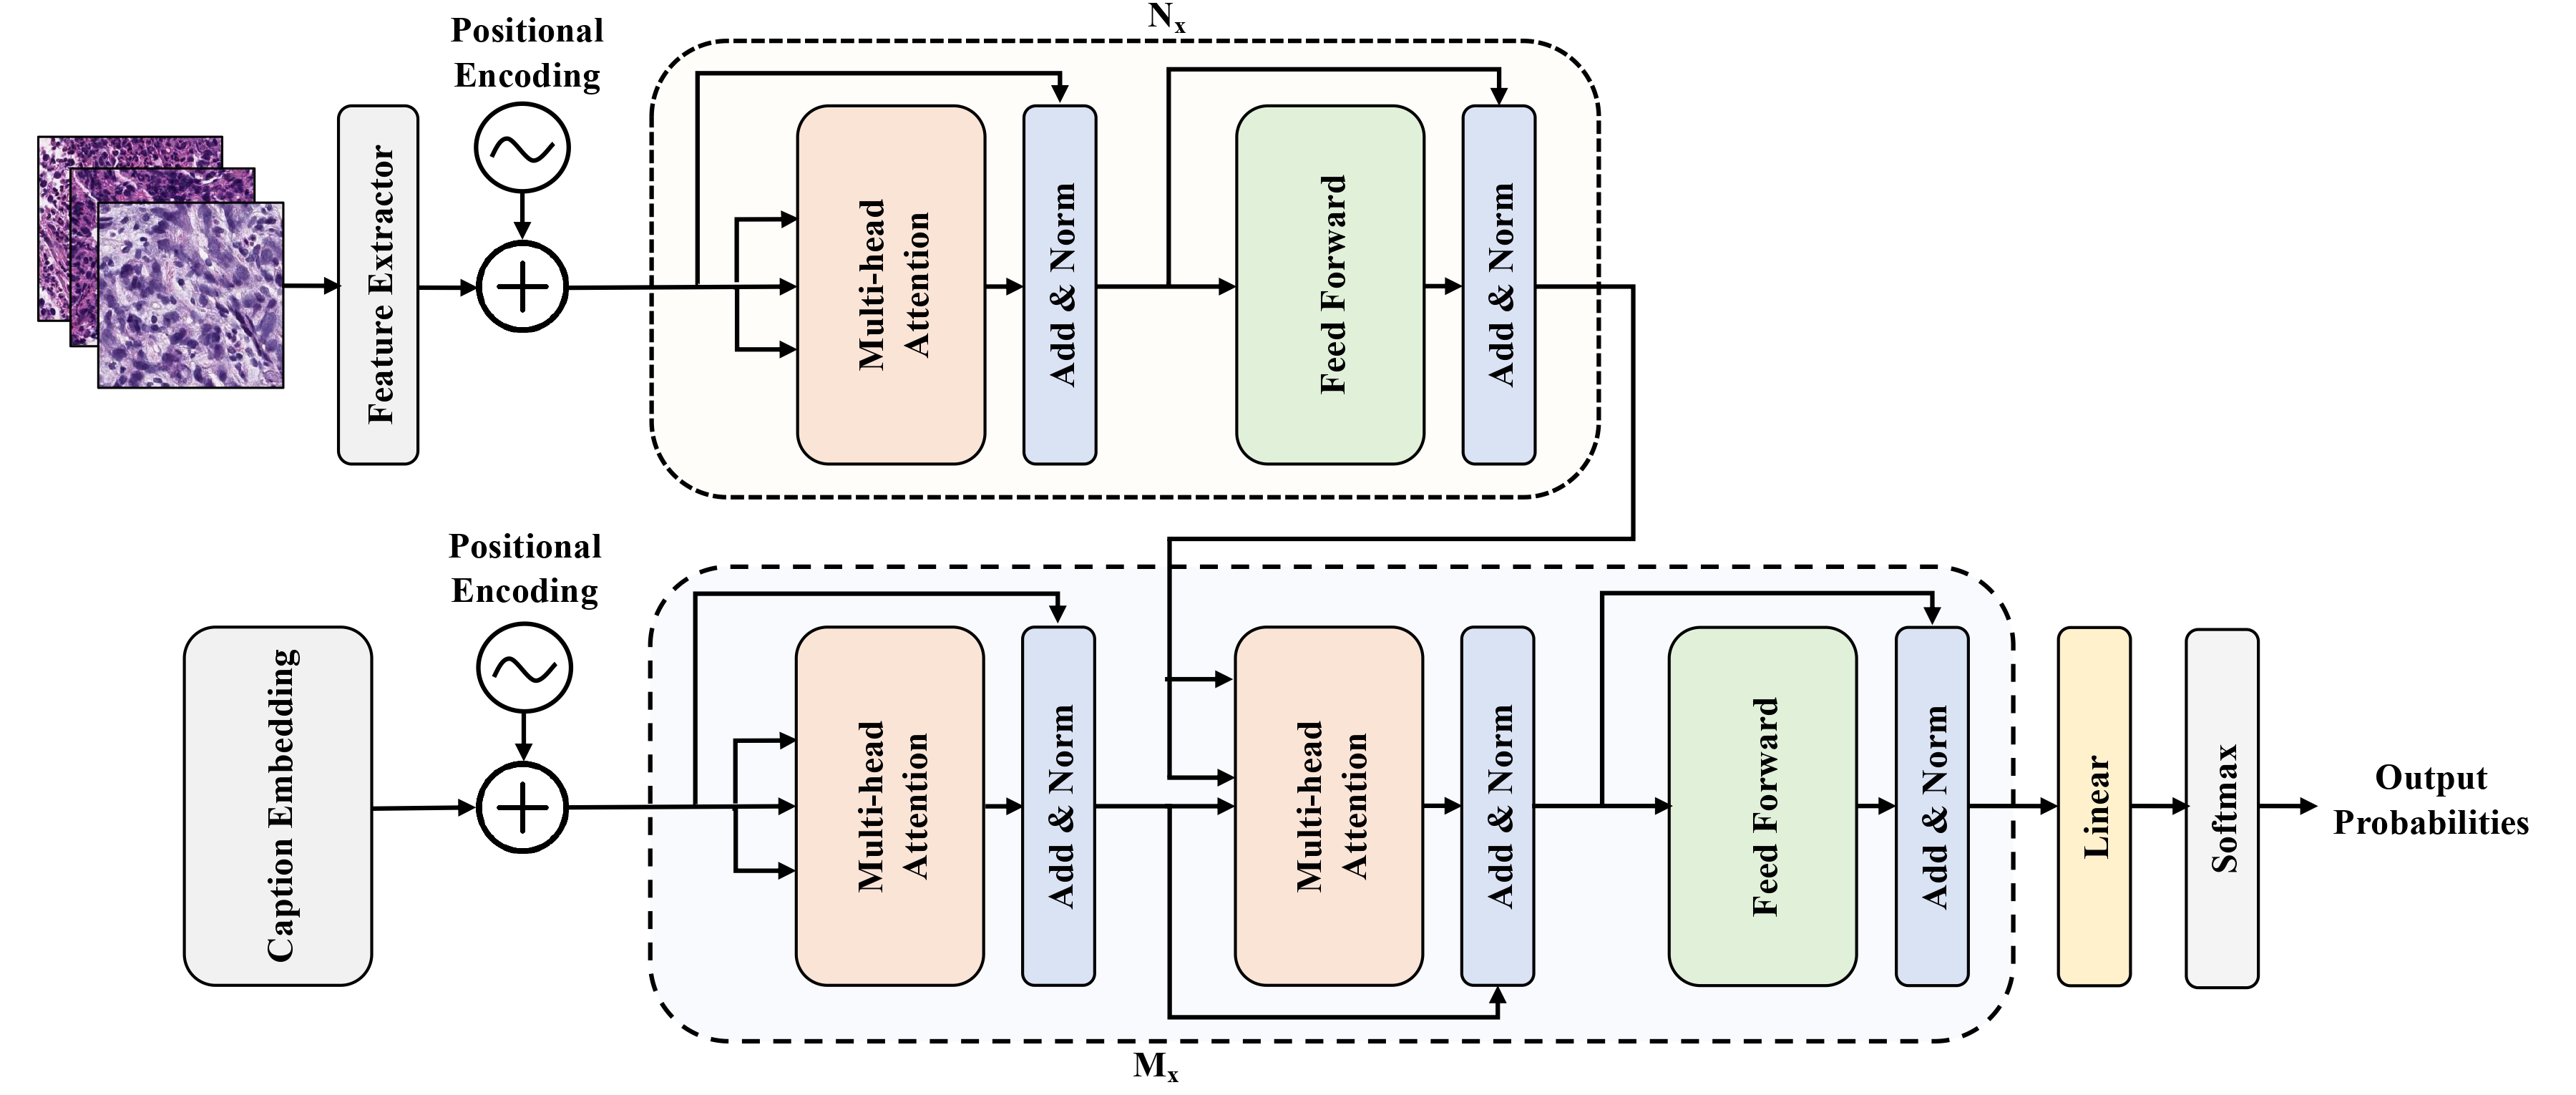 N_x
Positional
Encoding
Feature Extractor
Multi-head
Attention
Add & Norm
Feed Forward
Add & Norm
Positional
Encoding
Caption Embedding
Multi-head
Attention
Add & Norm
Multi-head
Attention
Add & Norm
Feed Forward
Add & Norm
Linear
Softmax
Output
Probabilities
M_x